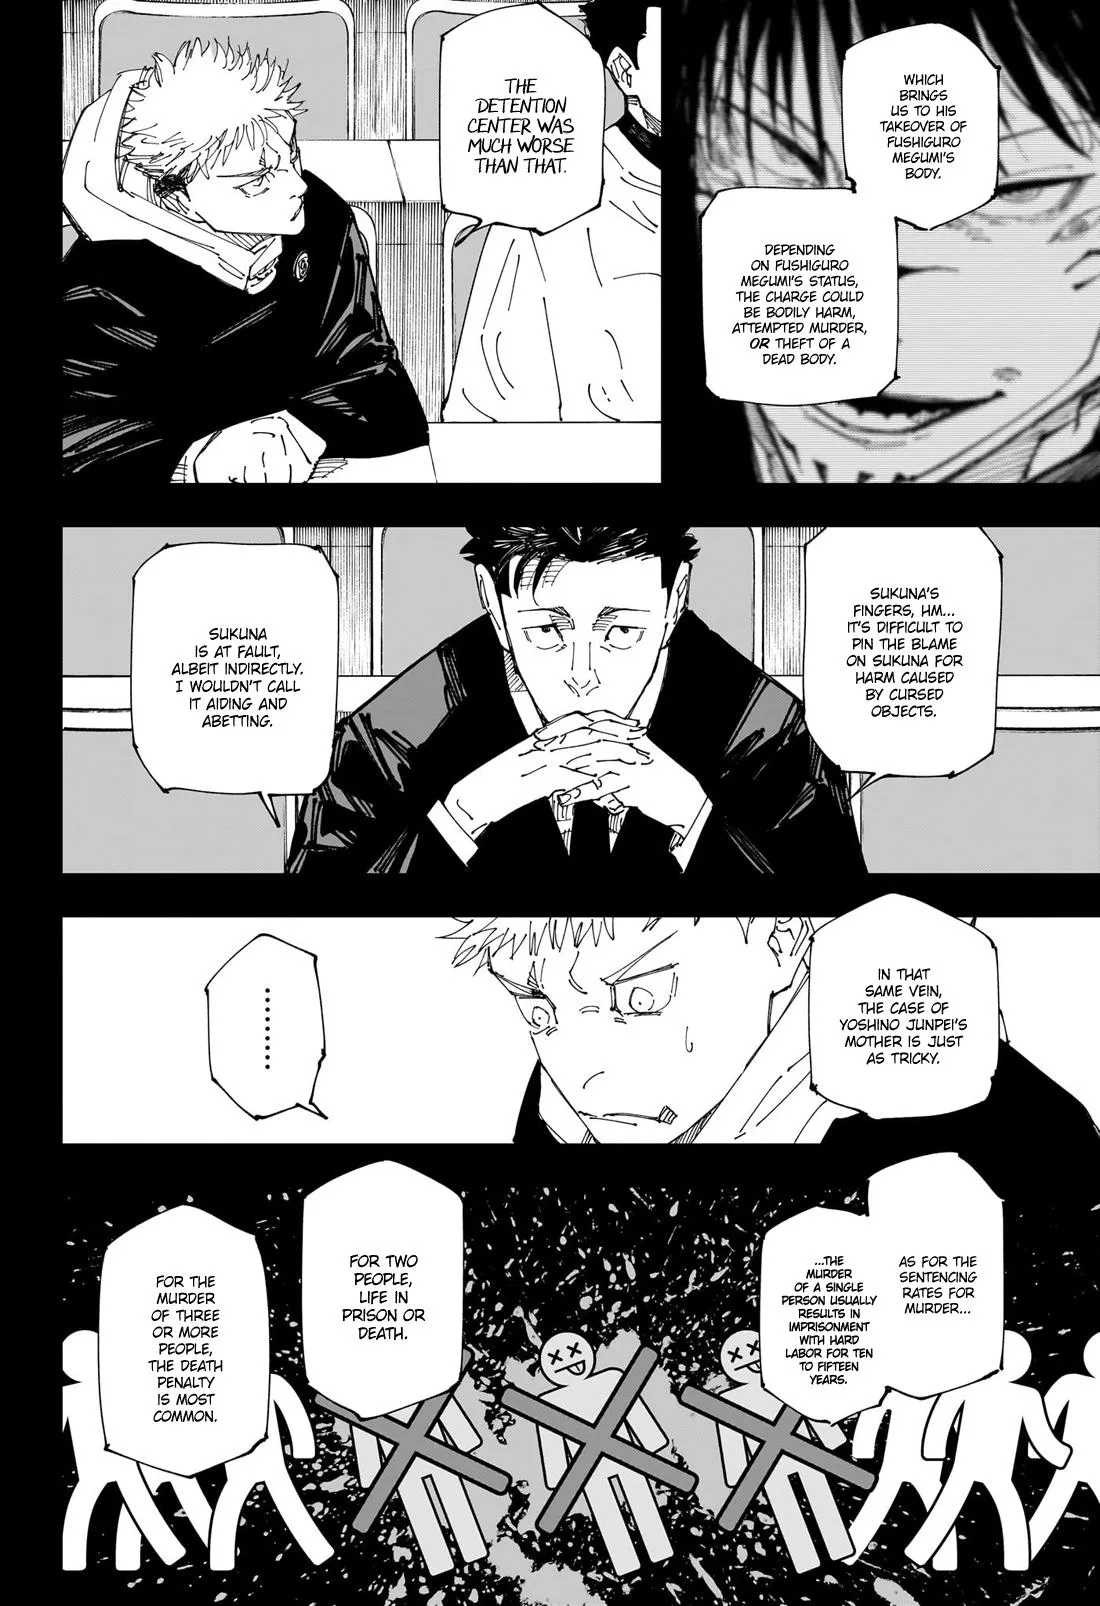 WHICH
BRINGS
US TO HIS
TAKEOVER OF
FUSHIGURO
MEGUMI'S
BODY.
DEPENDING
ON FUSHIGURO
MEGUMI'S STATUS,
THE CHARGE COULD
BE BODILY HARM,
ATTEMPTED MURDER,
OR THEFT OF A
DEAD BODY.
THE
DETENTION
CENTER WAS
MUCH WORSE
THAN THAT.
SUKUNA'S
FINGERS, HM...
IT'S DIFFICULT TO
PIN THE BLAME
ON SUKUNA FOR
HARM CAUSED
BY CURSED
OBJECTS.
SUKUNA
IS AT FAULT,
ALBEIT INDIRECTLY.
I WOULDN'T CALL
IT AIDING AND
ABETTING.
IN THAT
SAME VEIN,
THE CASE OF
YOSHINO JUNPEI'S
MOTHER IS JUST
AS TRICKY.
.........
AS FOR THE
SENTENCING
RATES FOR
MURDER...
...THE
MURDER
OF A SINGLE
PERSON USUALLY
RESULTS IN
IMPRISONMENT
WITH HARD
LABOR FOR TEN
TO FIFTEEN
YEARS.
FOR TWO
PEOPLE,
LIFE IN
PRISON OR
DEATH.
FOR THE
MURDER
OF THREE
OR MORE
PEOPLE,
THE DEATH
PENALTY
IS MOST
COMMON.